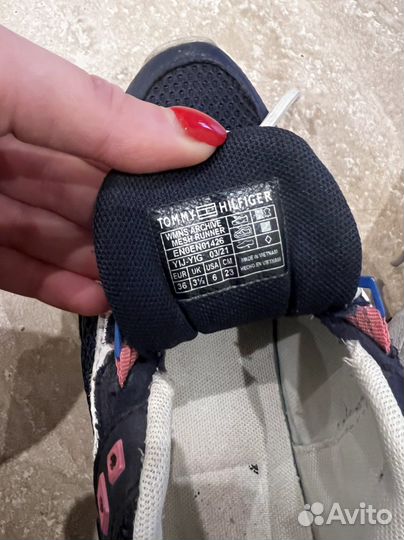 TOMMY HILFIGER
WMNS ARCHIVE
MESH RUNNER
EN0EN01426
YIJ-YIG 03/21
EUR UK USA CM
36 3½ 6 23
MADE IN VIETNAM
HECHO EN VIETNAM
Avito